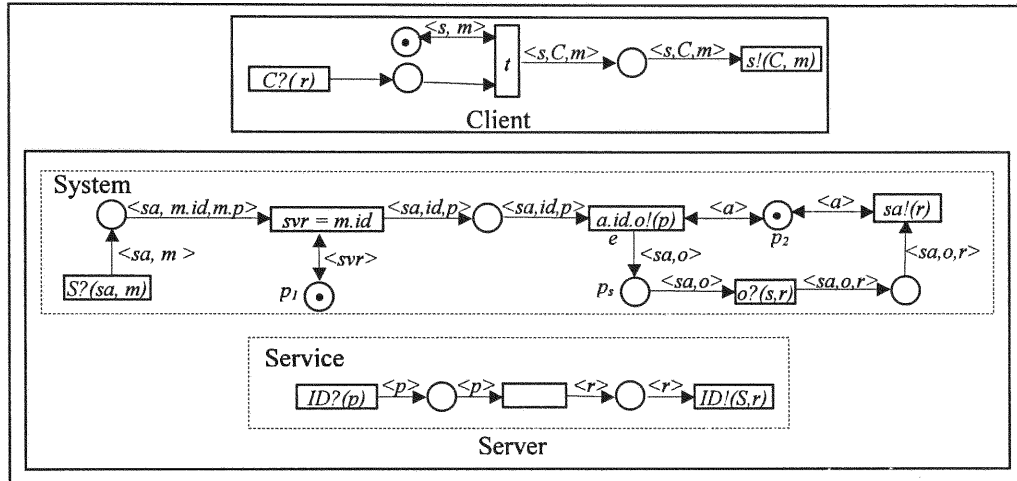 <s, m>
<s,C,m>
<s,C,m>
C?( r)
t
s!(C, m)
Client
System
<sa, m.id,m.p>
svr = m.id
<sa,id,p>
<sa,id,p>
a.id.o!(p)
<a>
<a>
sa!(r)
e
p2
<sa, m >
<svr>
<sa,o>
<sa,o,r>
S?(sa, m)
p1
ps
<sa,o>
o?(s,r)
<sa,o,r>
Service
ID?(p)
<p>
<p>
<r>
<r>
ID!(S,r)
Server